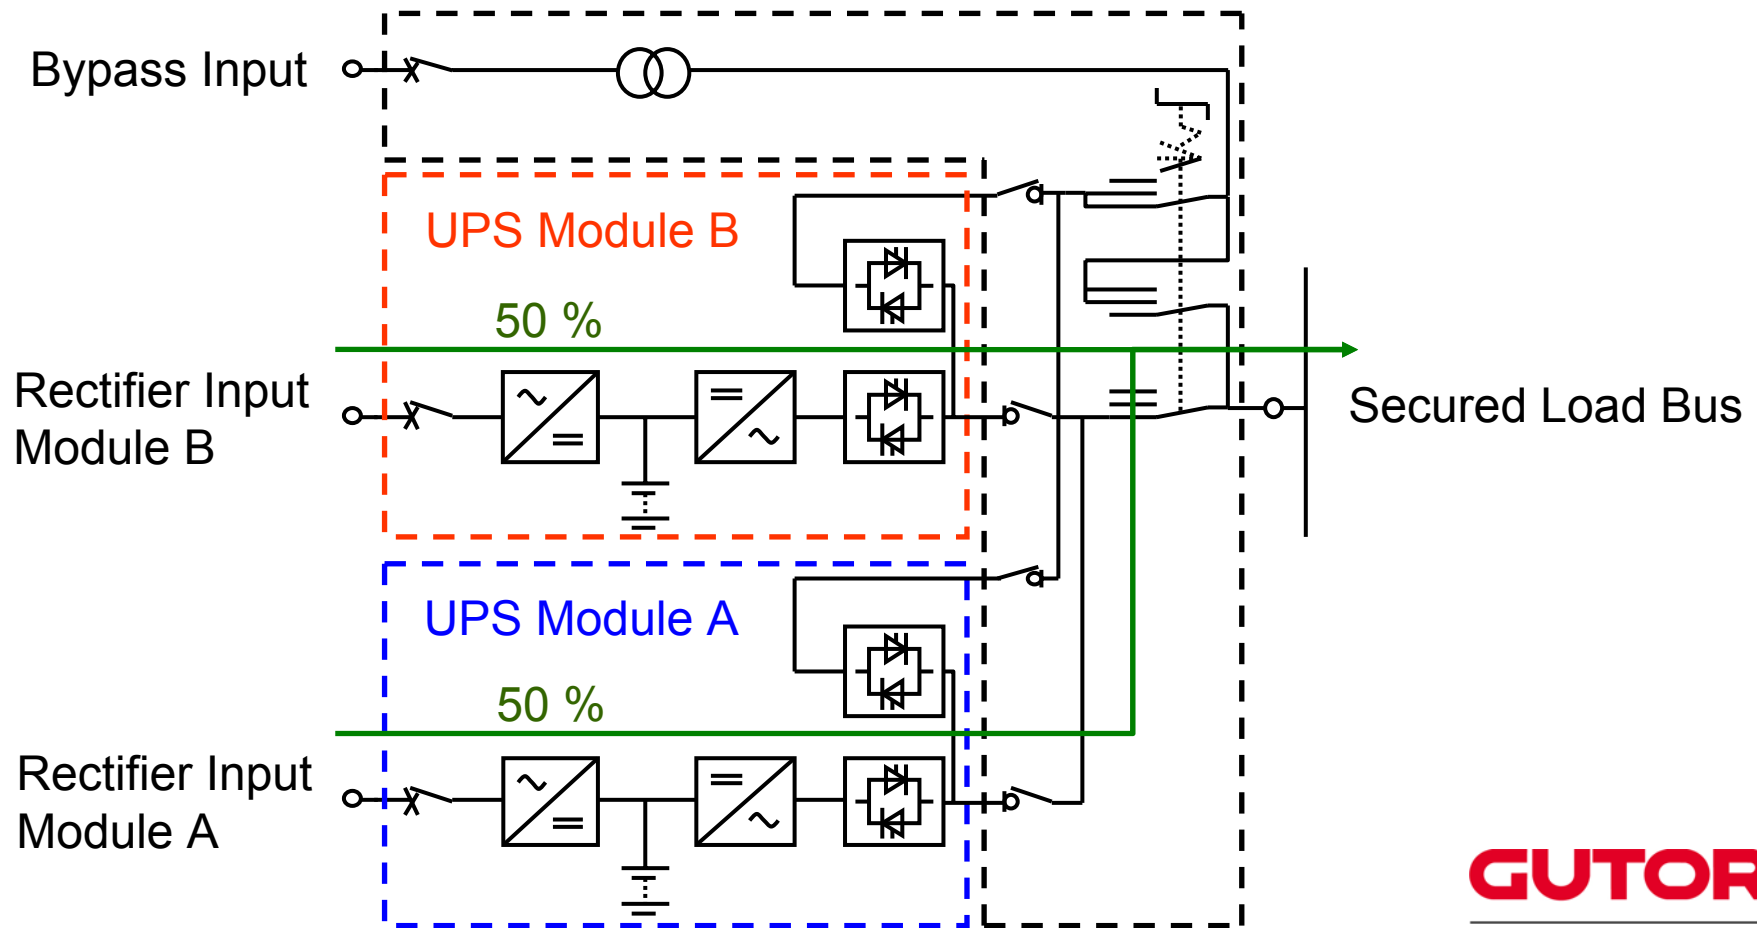 Bypass Input
UPS Module B
50 %
Rectifier Input
Module B
Secured Load Bus
UPS Module A
50 %
Rectifier Input
Module A
GUTOR